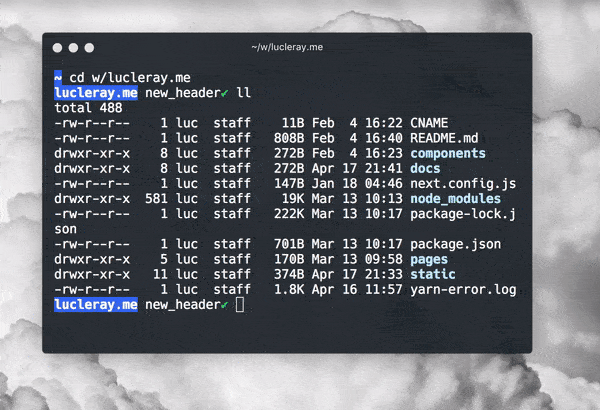 ~/w/lucleray.me
~ cd w/lucleray.me
lucleray.me new_header✔ ll
total 488
-rw-r--r-- 1 luc staff 11B Feb 4 16:22 CNAME
-rw-r--r-- 1 luc staff 808B Feb 4 16:40 README.md
drwxr-xr-x 8 luc staff 272B Feb 4 16:23 components
drwxr-xr-x 8 luc staff 272B Apr 17 21:41 docs
-rw-r--r-- 1 luc staff 147B Jan 18 04:46 next.config.js
drwxr-xr-x 581 luc staff 19K Mar 13 10:13 node_modules
-rw-r--r-- 1 luc staff 222K Mar 13 10:17 package-lock.j
son
-rw-r--r-- 1 luc staff 701B Mar 13 10:17 package.json
drwxr-xr-x 5 luc staff 170B Mar 13 09:58 pages
drwxr-xr-x 11 luc staff 374B Apr 17 21:33 static
-rw-r--r-- 1 luc staff 1.8K Apr 16 11:57 yarn-error.log
lucleray.me new_header✔